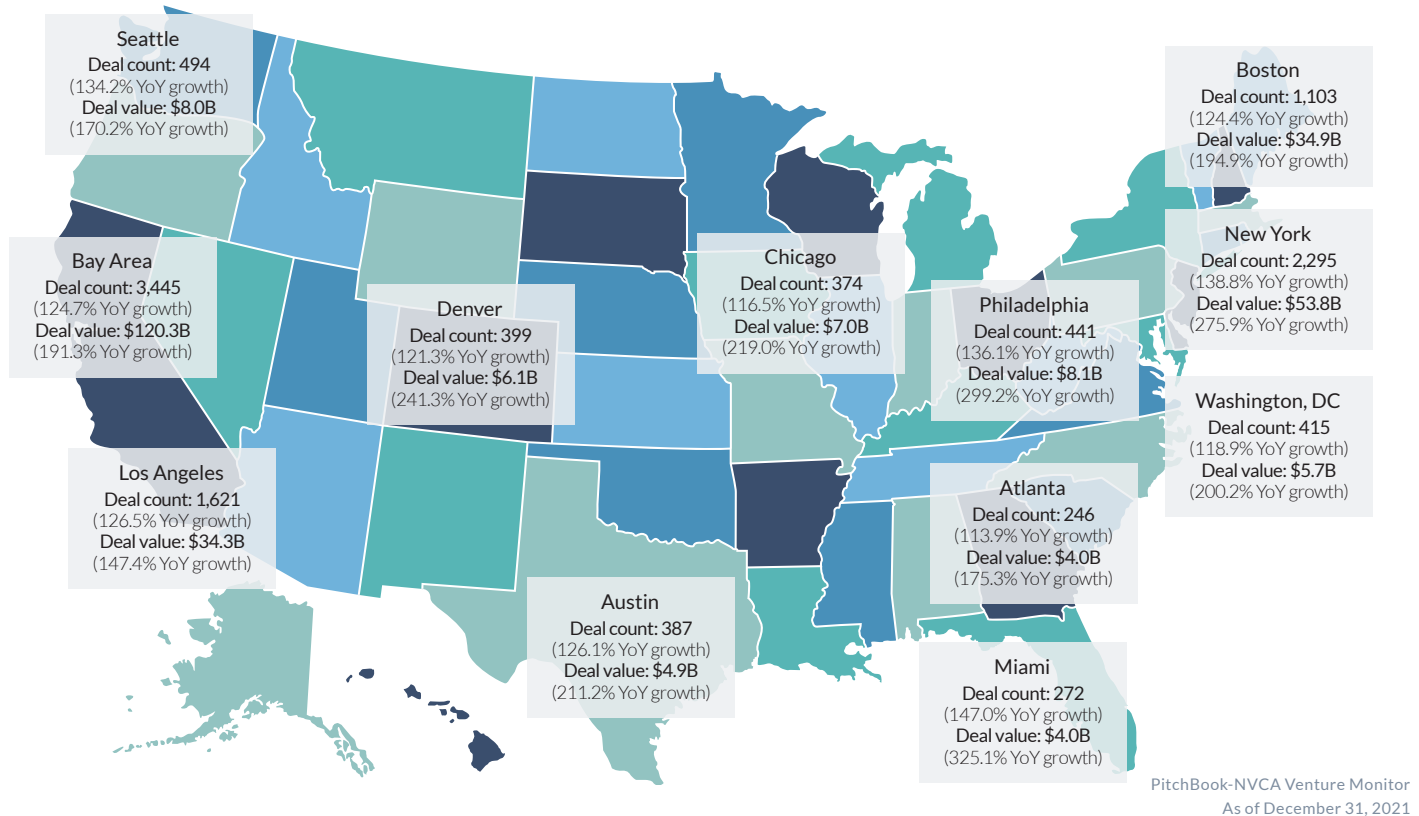 Seattle
Deal count: 494
(134.2% YoY growth)
Deal value: $8.0B
(170.2% YoY growth)
Boston
Deal count: 1,103
(124.4% YoY growth)
Deal value: $34.9B
(194.9% YoY growth)
Bay Area
Deal count: 3,445
(124.7% YoY growth)
Deal value: $120.3B
(191.3% YoY growth)
Denver
Deal count: 399
(121.3% YoY growth)
Deal value: $6.1B
(241.3% YoY growth)
Chicago
Deal count: 374
(116.5% YoY growth)
Deal value: $7.0B
(219.0% YoY growth)
Philadelphia
Deal count: 441
(136.1% YoY growth)
Deal value: $8.1B
(299.2% YoY growth)
New York
Deal count: 2,295
(138.8% YoY growth)
Deal value: $53.8B
(275.9% YoY growth)
Washington, DC
Deal count: 415
(118.9% YoY growth)
Deal value: $5.7B
(200.2% YoY growth)
Los Angeles
Deal count: 1,621
(126.5% YoY growth)
Deal value: $34.3B
(147.4% YoY growth)
Atlanta
Deal count: 246
(113.9% YoY growth)
Deal value: $4.0B
(175.3% YoY growth)
Austin
Deal count: 387
(126.1% YoY growth)
Deal value: $4.9B
(211.2% YoY growth)
Miami
Deal count: 272
(147.0% YoY growth)
Deal value: $4.0B
(325.1% YoY growth)
PitchBook-NVCA Venture Monitor
As of December 31, 2021